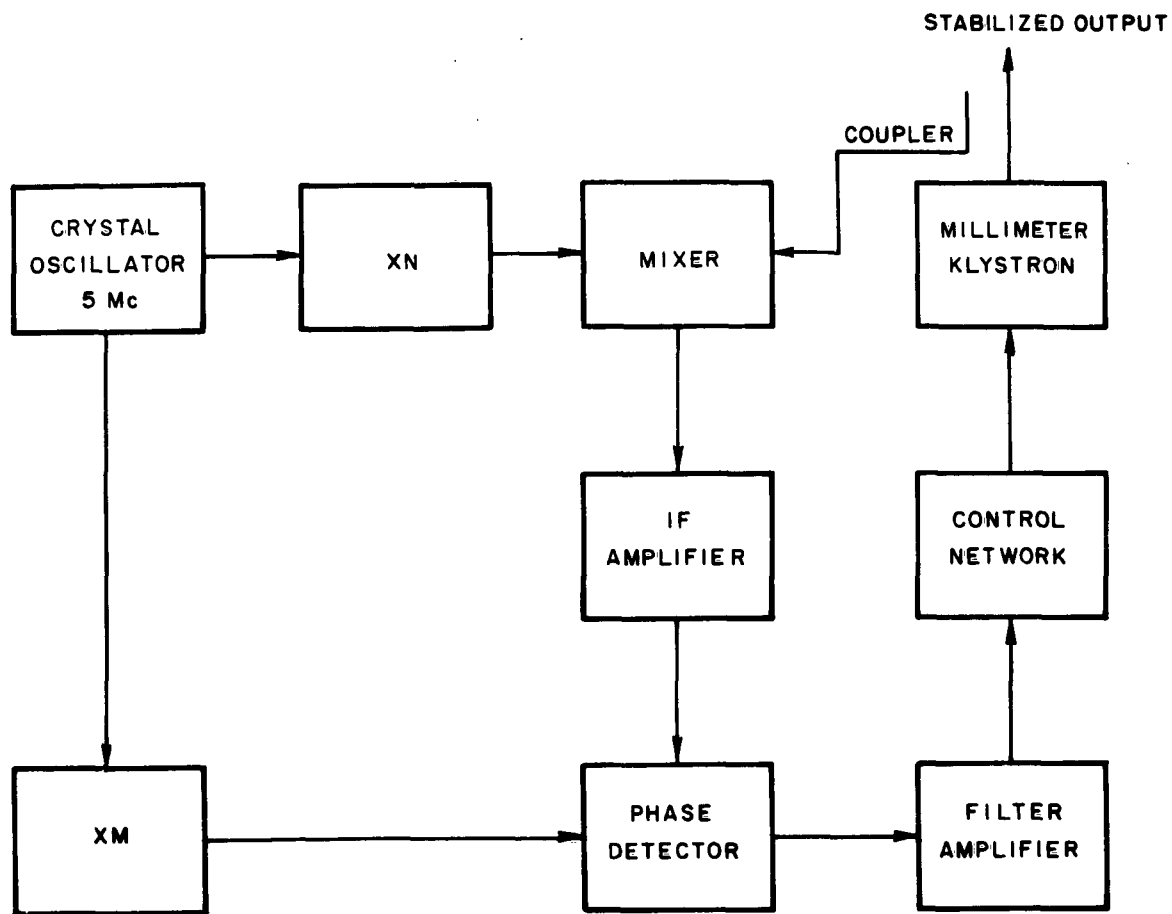 STABILIZED OUTPUT
COUPLER
CRYSTAL
OSCILLATOR
5 Mc
XN
MIXER
MILLIMETER
KLYSTRON
IF
AMPLIFIER
CONTROL
NETWORK
XM
PHASE
DETECTOR
FILTER
AMPLIFIER